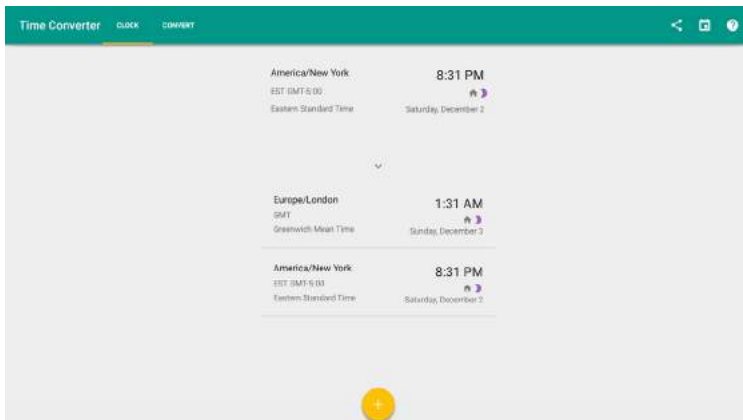 Time Converter CLOCK CONVERT
America/New York 8:31 PM
EST GMT-5:00
Eastern Standard Time Saturday, December 2
Europe/London 1:31 AM
GMT
Greenwich Mean Time Sunday, December 3
America/New York 8:31 PM
EST GMT-5:00
Eastern Standard Time Saturday, December 2